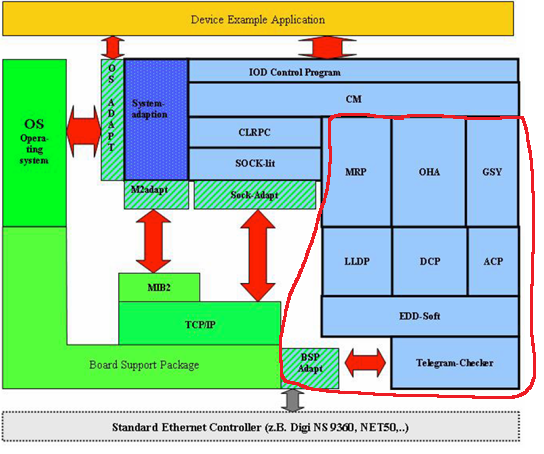 Device Example Application
OS
ADAPT
System-
adaption
IOD Control Program
CM
OS
Opera-
ting
system
CLRPC
SOCK-lit
MRP
OHA
GSY
M2adapt
Sock-Adapt
LLDP
DCP
ACP
MIB2
TCP/IP
EDD-Soft
Board Support Package
BSP
Adapt
Telegram-Checker
Standard Ethernet Controller (z.B. Digi NS 9360, NET50,..)